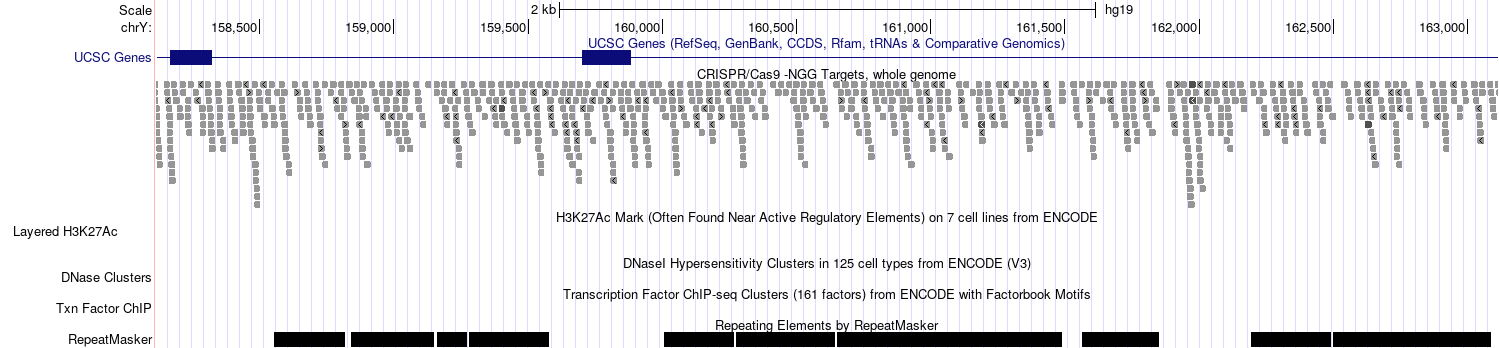 Scale 2 kb hg19
chrY: 158,500 159,000 159,500 160,000 160,500 161,000 161,500 162,000 162,500 163,000
UCSC Genes (RefSeq, GenBank, CCDS, Rfam, tRNAs & Comparative Genomics)
UCSC Genes
CRISPR/Cas9 -NGG Targets, whole genome
H3K27Ac Mark (Often Found Near Active Regulatory Elements) on 7 cell lines from ENCODE
Layered H3K27Ac
DNaseI Hypersensitivity Clusters in 125 cell types from ENCODE (V3)
DNase Clusters
Transcription Factor ChIP-seq Clusters (161 factors) from ENCODE with Factorbook Motifs
Txn Factor ChIP
Repeating Elements by RepeatMasker
RepeatMasker